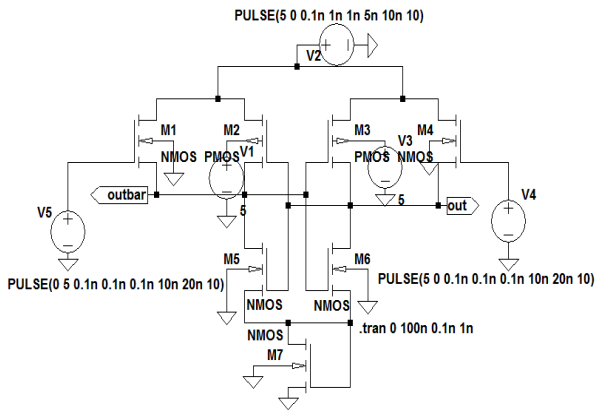 PULSE(5 0 0.1n 1n 1n 5n 10n 10)
V2
M1
M2
M3
V3
M4
NMOS
PMOS
V1
PMOS
NMOS
outbar
5
5
out
V5
V4
M5
M6
PULSE(0 5 0.1n 0.1n 0.1n 10n 20n 10)
PULSE(5 0 0.1n 0.1n 0.1n 10n 20n 10)
NMOS
NMOS
NMOS
.tran 0 100n 0.1n 1n
M7